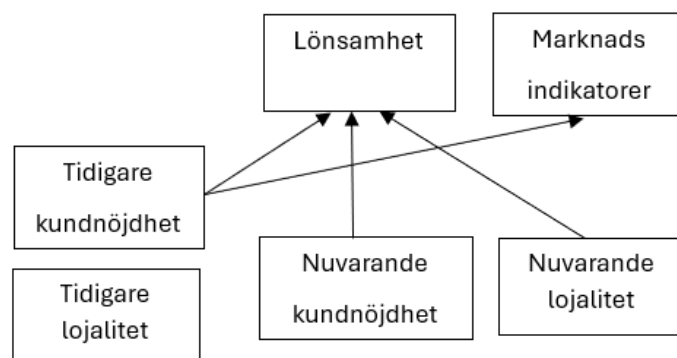 Lönsamhet
Marknads
indikatorer
Tidigare
kundnöjdhet
Tidigare
lojalitet
Nuvarande
kundnöjdhet
Nuvarande
lojalitet